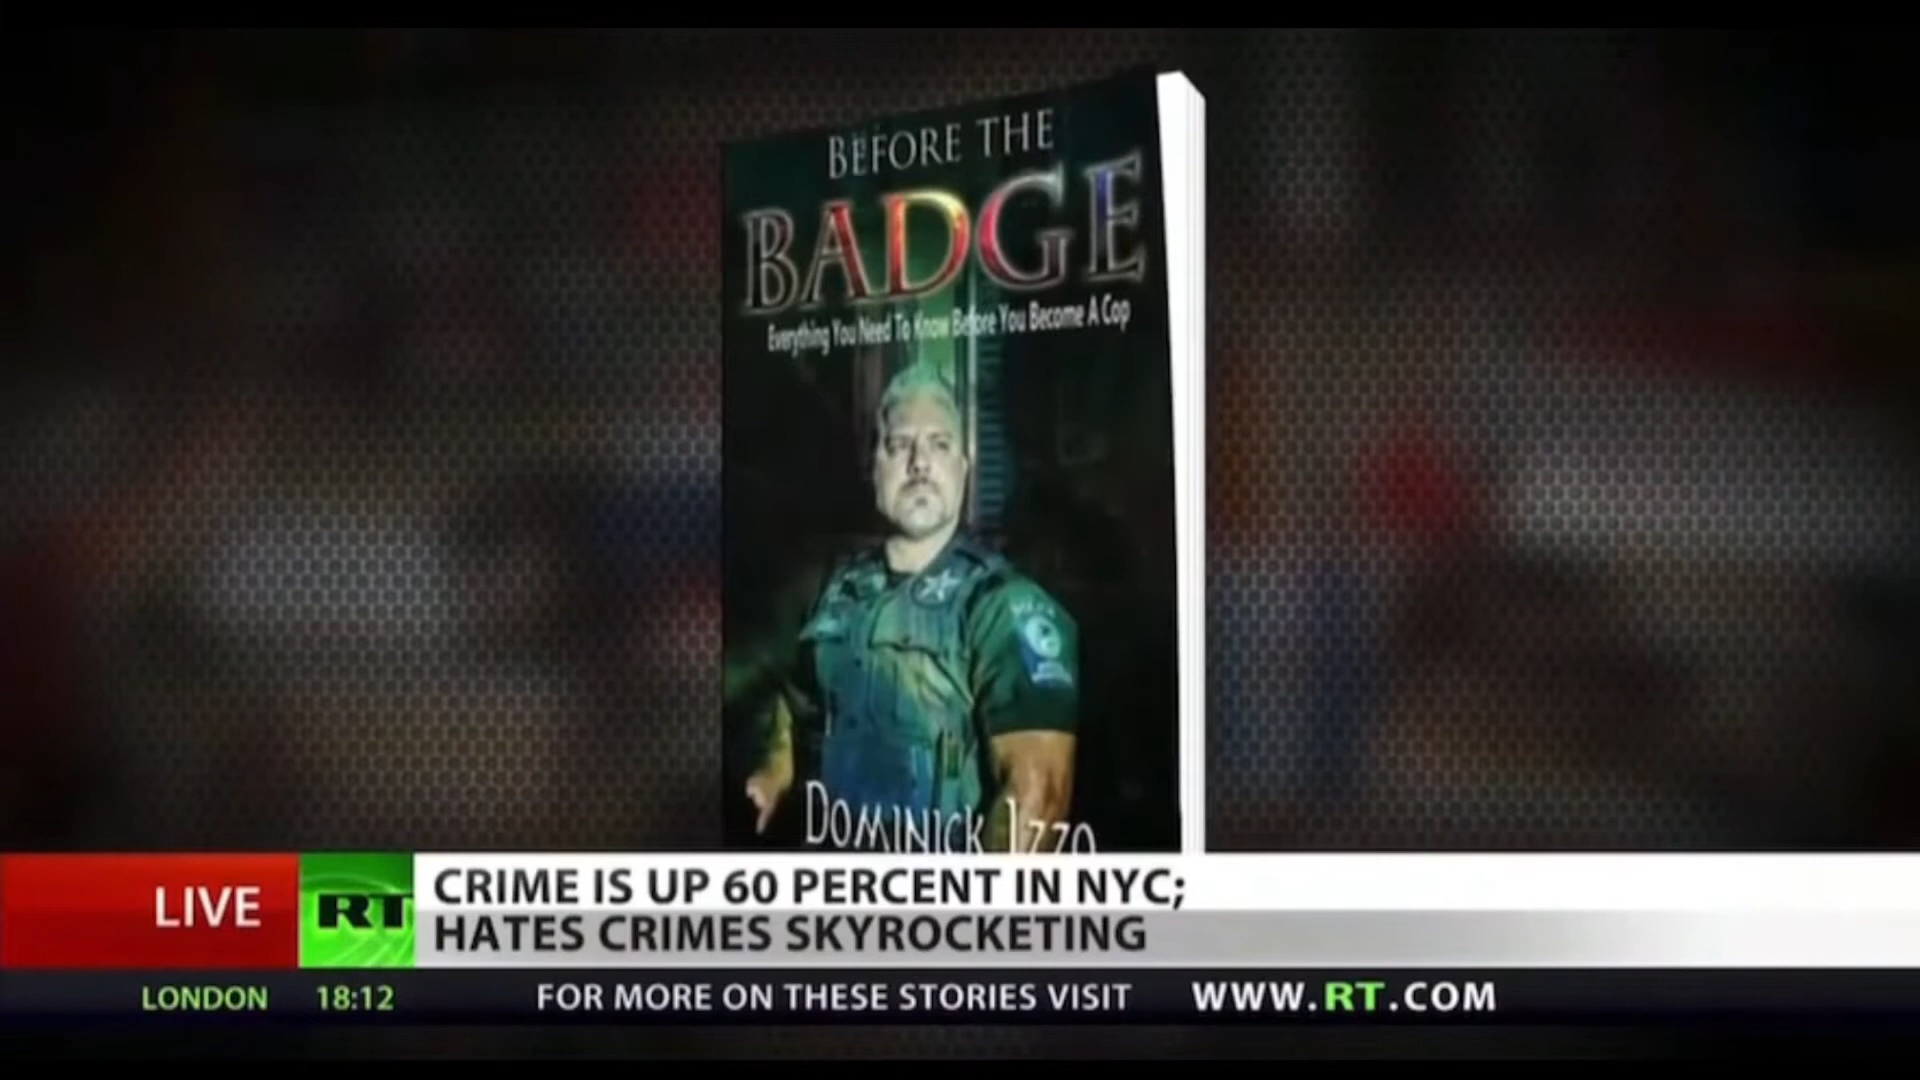 BEFORE THE
BADGE
Everything You Need To Know Before You Become A Cop
DOMINICK IZZO
LIVE
RT
CRIME IS UP 60 PERCENT IN NYC;
HATES CRIMES SKYROCKETING
LONDON 18:12 FOR MORE ON THESE STORIES VISIT WWW.RT.COM